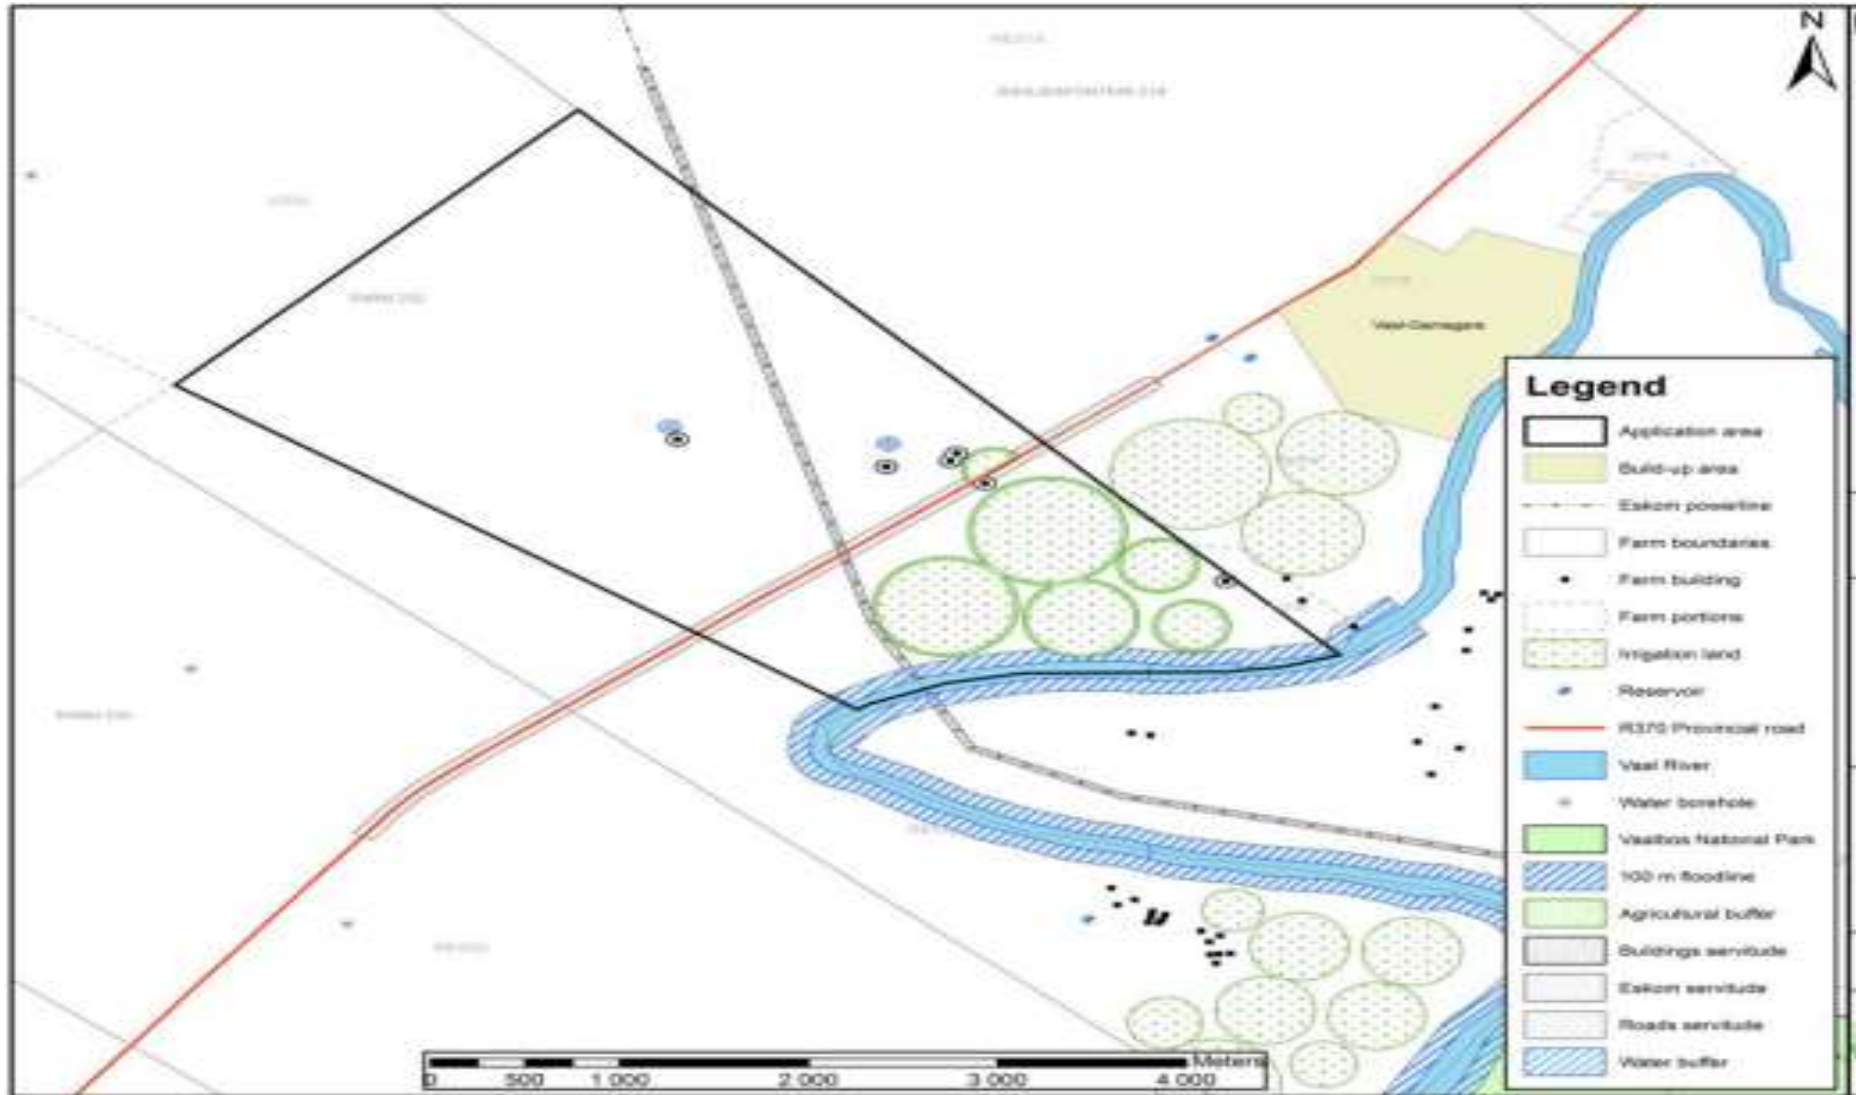 N
Vaal-Gamagara
Legend
Application area
Build-up area
Eskom powerline
Farm boundaries
Farm building
Farm portions
Irrigation land
Reservoir
R370 Provincial road
Vaal River
Water borehole
Vaalbos National Park
100 m floodline
Agricultural buffer
Buildings servitude
Eskom servitude
Roads servitude
Water buffer
Meters
0 500 1 000 2 000 3 000 4 000